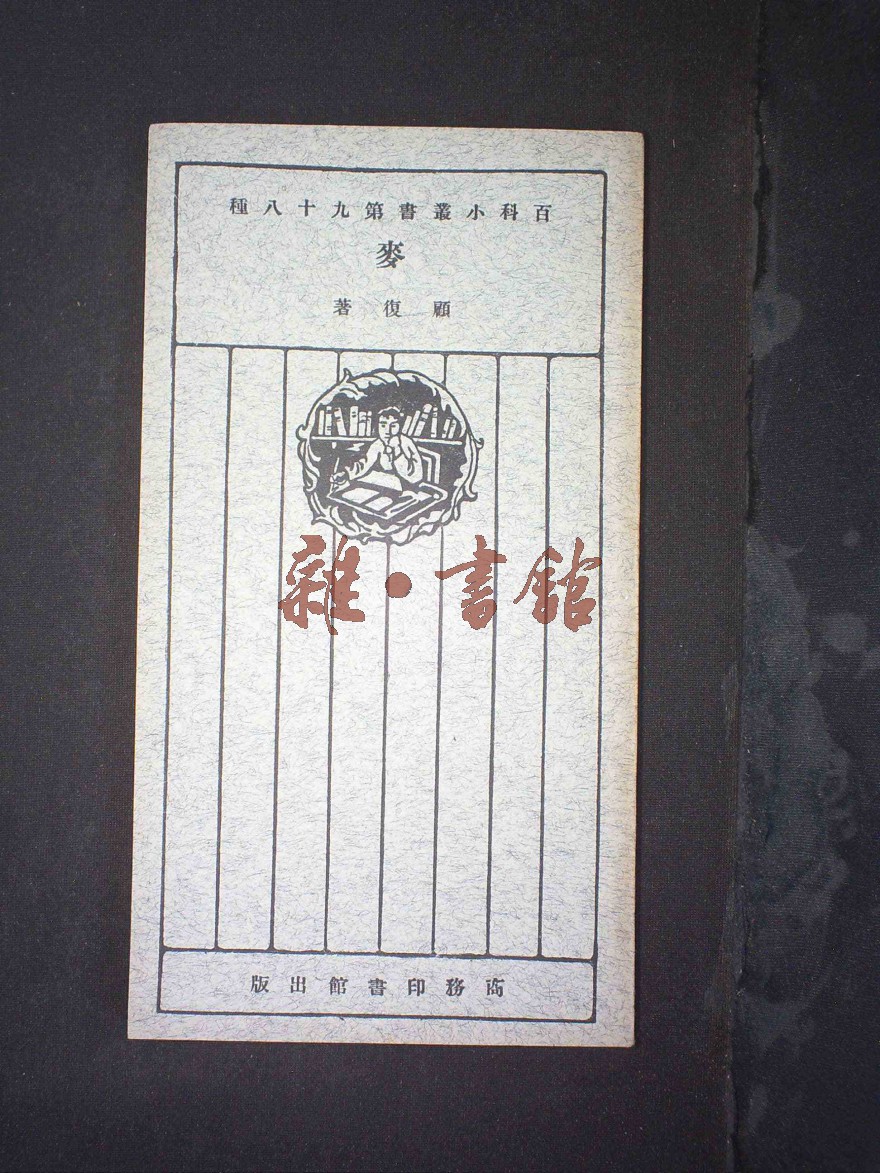 百科小叢書第九十八種
麥
顧復著
雜·書館
商務印書館出版